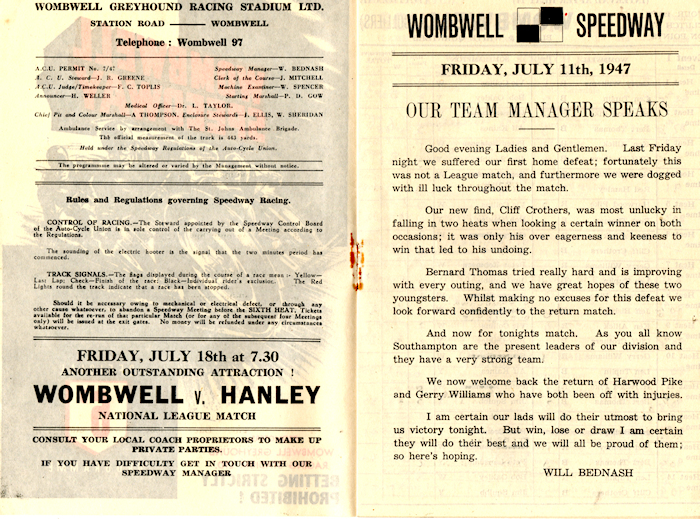 WOMBWELL GREYHOUND RACING STADIUM LTD.
STATION ROAD —— WOMBWELL
Telephone : Wombwell 97
A.C.U. PERMIT No. 7/47 Speedway Manager—W. BEDNASH
A. C. U. Steward—J. R. GREENE Clerk of the Course—J. MITCHELL
A.C.U. Judge/Timekeeper—F. C. TOPLIS Machine Examiner—W. SPENCER
Announcer—H. WELLER Starting Marshall—P. D. GOW
Medical Officer—Dr. L. TAYLOR.
Chief Pit and Colour Marshall—A THOMPSON. Enclosure Stewards—J. ELLIS, W. SHERIDAN
Ambulance Service by arrangement with The St. Johns Ambulance Brigade.
The official measurement of the track is 443 yards.
Held under the Speedway Regulations of the Auto-Cycle Union.
The programme may be altered or varied by the Management without notice.
Rules and Regulations governing Speedway Racing.
CONTROL OF RACING.—The Steward appointed by the Speedway Control Board
of the Auto-Cycle Union is in sole control of the carrying out of a Meeting according to
the Regulations.
The sounding of the electric hooter is the signal that the two minutes period has
commenced.
TRACK SIGNALS.—The flags displayed during the course of a race mean :- Yellow—
Last Lap; Check—Finish of the race; Black—Individual rider's exclusion. The Red
Lights round the track indicate that a race has been stopped.
Should it be necessary owing to mechanical or electrical defect, or through any
other cause whatsoever, to abandon a Speedway Meeting before the SIXTH HEAT, Tickets
available for the re-run of that particular Match (or for any of the subsequent four Meetings
only) will be issued at the exit gates. No money will be refunded under any circumstances
whatsoever.
FRIDAY, JULY 18th at 7.30
ANOTHER OUTSTANDING ATTRACTION !
WOMBWELL v. HANLEY
NATIONAL LEAGUE MATCH
CONSULT YOUR LOCAL COACH PROPRIETORS TO MAKE UP
PRIVATE PARTIES.
IF YOU HAVE DIFFICULTY GET IN TOUCH WITH OUR
SPEEDWAY MANAGER
BETTING STRICTLY
PROHIBITED !
WOMBWELL SPEEDWAY
FRIDAY, JULY 11th, 1947
OUR TEAM MANAGER SPEAKS
Good evening Ladies and Gentlemen. Last Friday
night we suffered our first home defeat; fortunately this
was not a League match, and furthermore we were dogged
with ill luck throughout the match.
Our new find, Cliff Crothers, was most unlucky in
falling in two heats when looking a certain winner on both
occasions; it was only his over eagerness and keeness to
win that led to his undoing.
Bernard Thomas tried really hard and is improving
with every outing, and we have great hopes of these two
youngsters. Whilst making no excuses for this defeat we
look forward confidently to the return match.
And now for tonights match. As you all know
Southampton are the present leaders of our division and
they have a very strong team.
We now welcome back the return of Harwood Pike
and Gerry Williams who have both been off with injuries.
I am certain our lads will do their utmost to bring
us victory tonight. But win, lose or draw I am certain
they will do their best and we will all be proud of them;
so here's hoping.
WILL BEDNASH